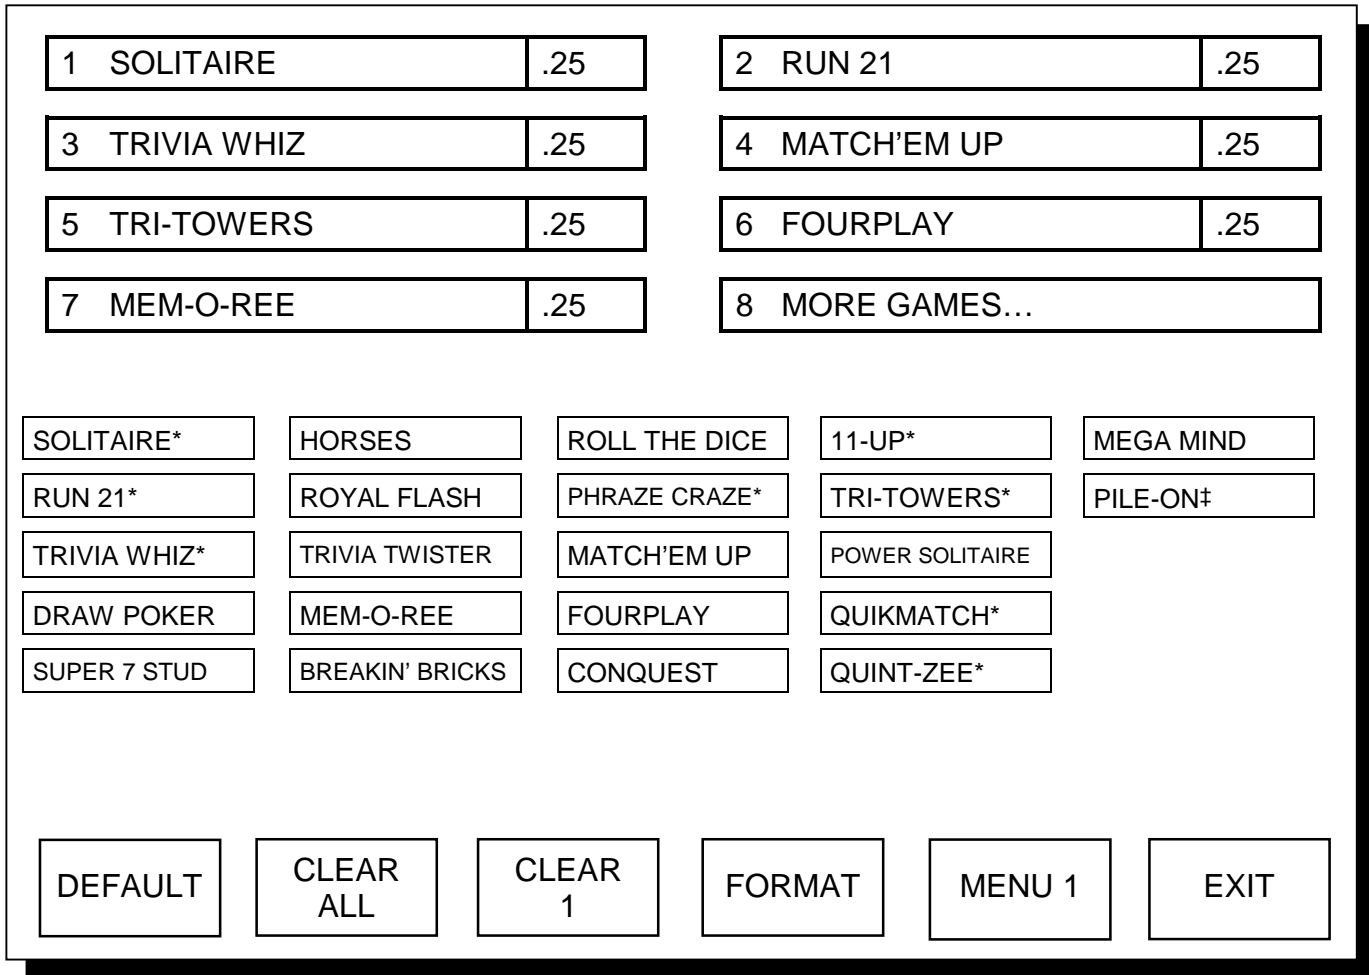 1 SOLITAIRE .25
2 RUN 21 .25
3 TRIVIA WHIZ .25
4 MATCH’EM UP .25
5 TRI-TOWERS .25
6 FOURPLAY .25
7 MEM-O-REE .25
8 MORE GAMES…
SOLITAIRE* HORSES ROLL THE DICE 11-UP* MEGA MIND
RUN 21* ROYAL FLASH PHRAZE CRAZE* TRI-TOWERS* PILE-ON‡
TRIVIA WHIZ* TRIVIA TWISTER MATCH’EM UP POWER SOLITAIRE
DRAW POKER MEM-O-REE FOURPLAY QUIKMATCH*
SUPER 7 STUD BREAKIN’ BRICKS CONQUEST QUINT-ZEE*
DEFAULT
CLEAR
ALL
CLEAR
1
FORMAT
MENU 1
EXIT